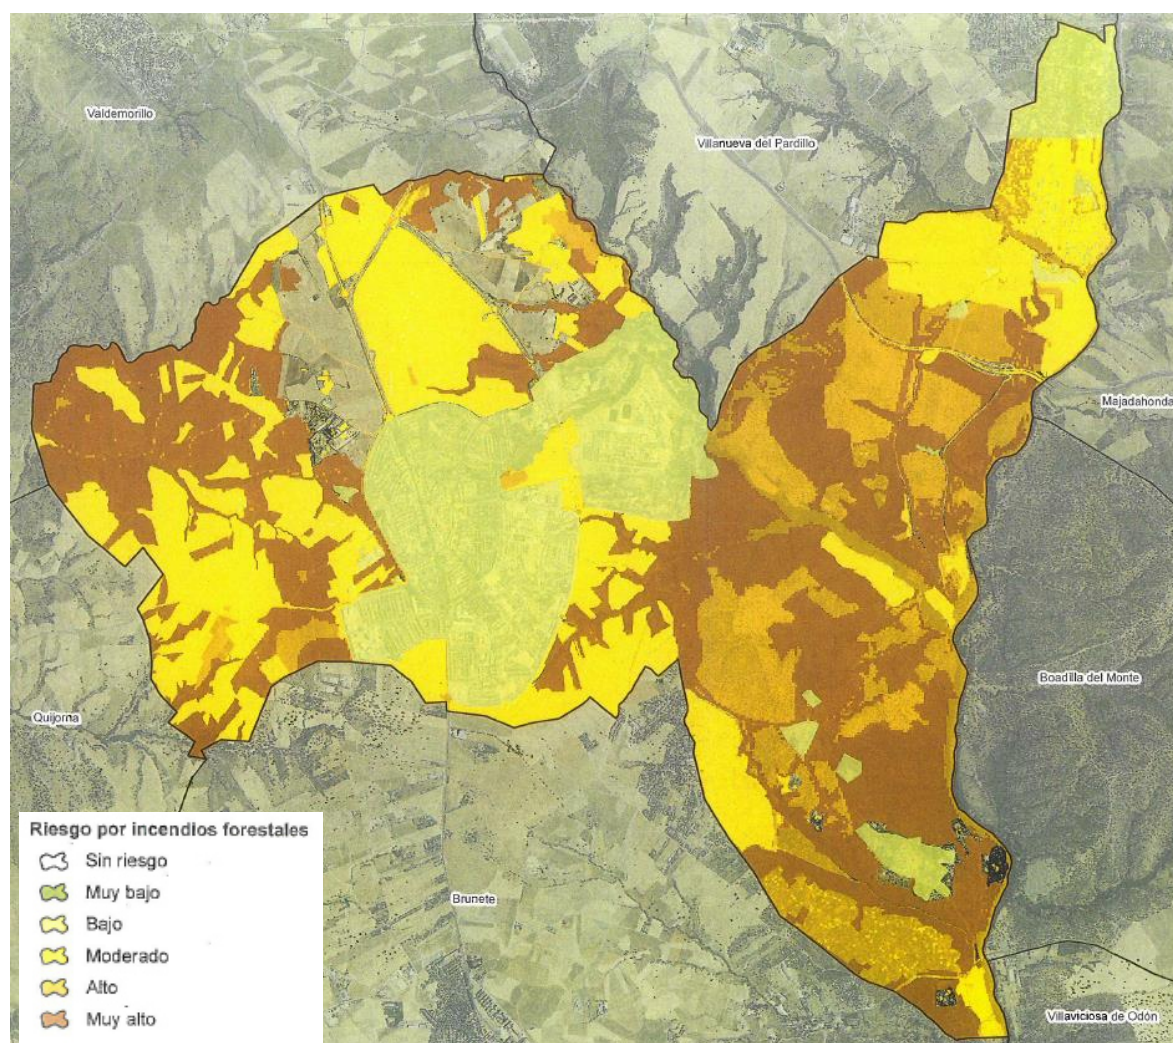 Valdemorillo
Villanueva del Pardillo
Majadahonda
Boadilla del Monte
Quijorna
Brunete
Villaviciosa de Odón
Riesgo por incendios forestales
Sin riesgo
Muy bajo
Bajo
Moderado
Alto
Muy alto